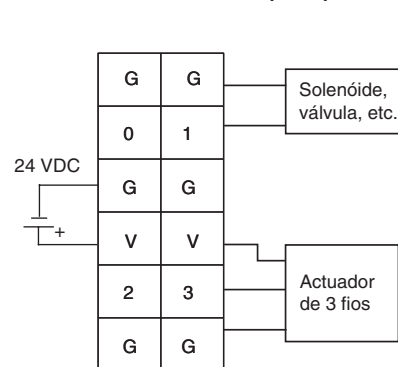 G G
Solenóide,
válvula, etc.
0 1
24 VDC
G G
+
V V
2 3
Actuador
de 3 fios
G G